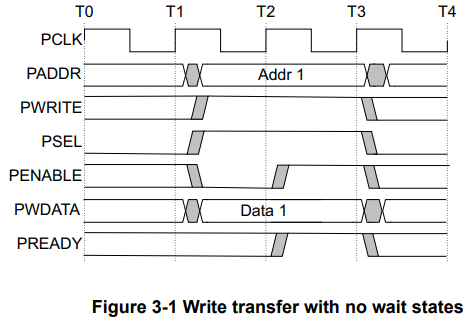 T0 T1 T2 T3 T4
PCLK
PADDR Addr 1
PWRITE
PSEL
PENABLE
PWDATA Data 1
PREADY
Figure 3-1 Write transfer with no wait states